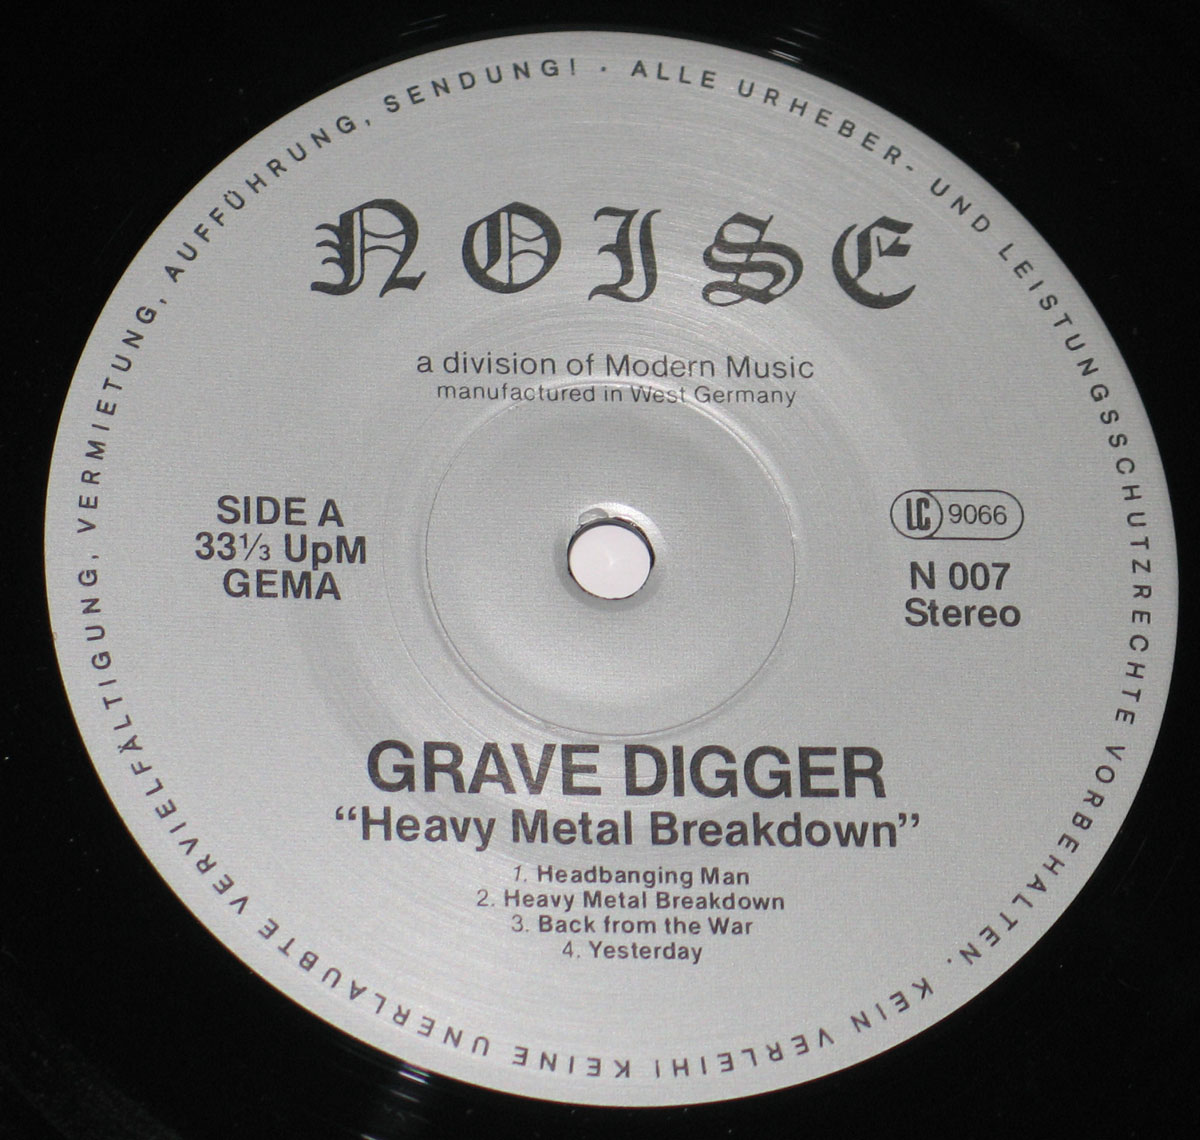 ALLE URHEBER- UND LEISTUNGSSCHUTZRECHTE VORBEHALTEN. KEIN VERLEIH! KEINE UNERLAUBTE VERVIELFÄLTIGUNG, VERMIETUNG, AUFFÜHRUNG, SENDUNG! ·
NOISE
a division of Modern Music
manufactured in West Germany
SIDE A
33⅓ UpM
GEMA
LC 9066
N 007
Stereo
GRAVE DIGGER
“Heavy Metal Breakdown”
1. Headbanging Man
2. Heavy Metal Breakdown
3. Back from the War
4. Yesterday